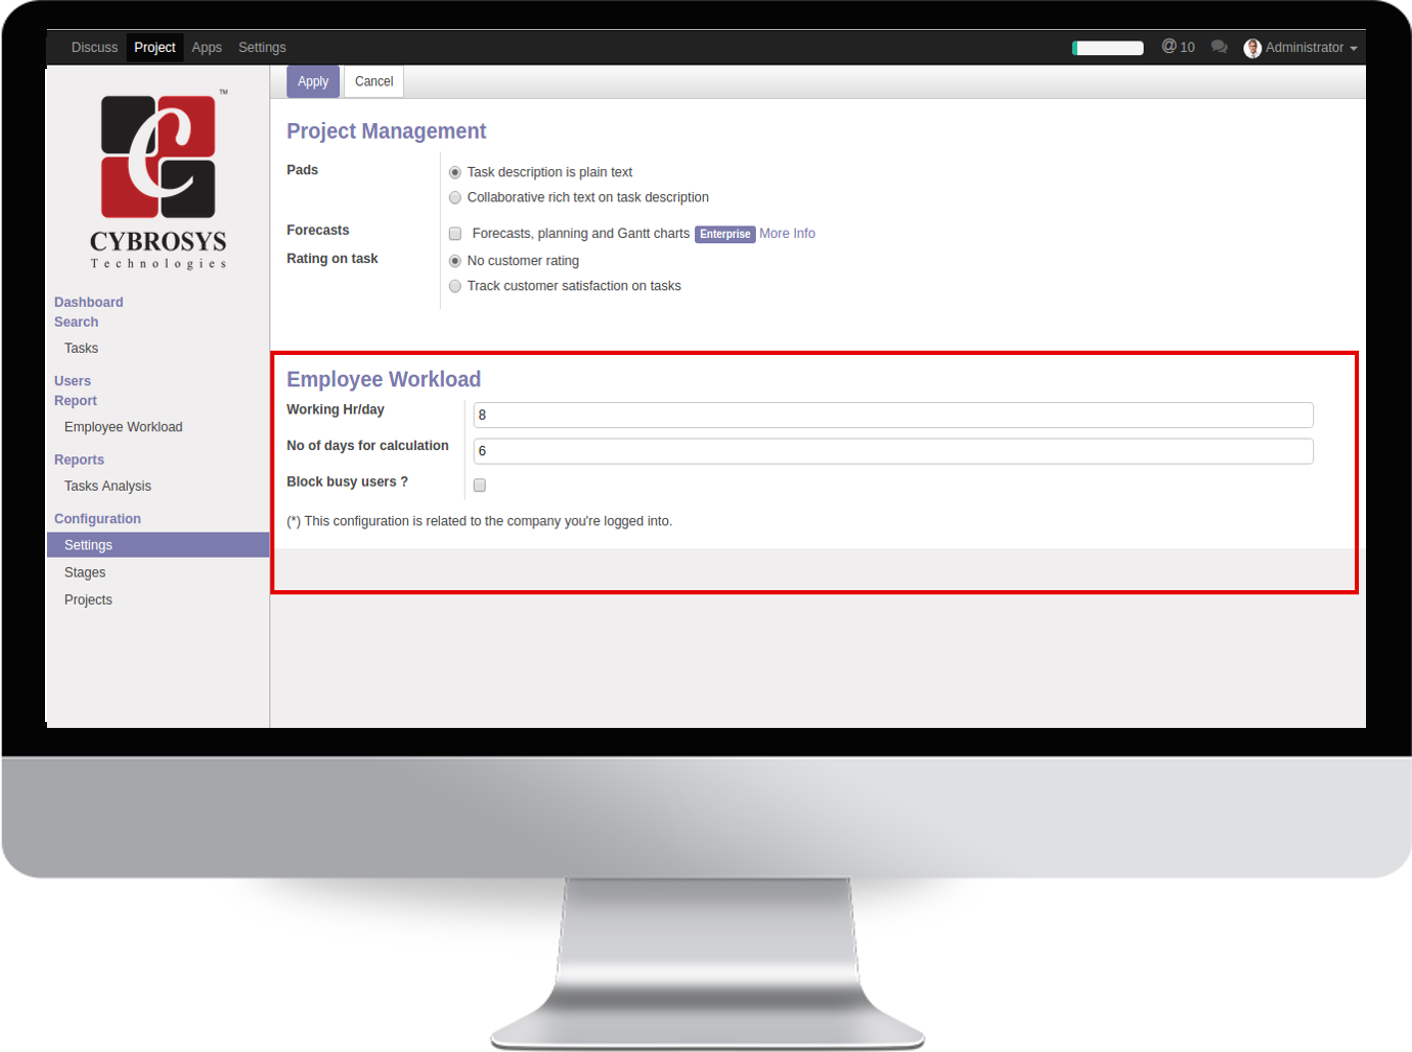 Discuss Project Apps Settings @ 10 Administrator
Apply Cancel
TM
CYBROSYS
Technologies
Dashboard
Search
Tasks
Users
Report
Employee Workload
Reports
Tasks Analysis
Configuration
Settings
Stages
Projects
Project Management
Pads
Task description is plain text
Collaborative rich text on task description
Forecasts
Forecasts, planning and Gantt charts Enterprise More Info
Rating on task
No customer rating
Track customer satisfaction on tasks
Employee Workload
Working Hr/day 8
No of days for calculation 6
Block busy users ?
(*) This configuration is related to the company you're logged into.